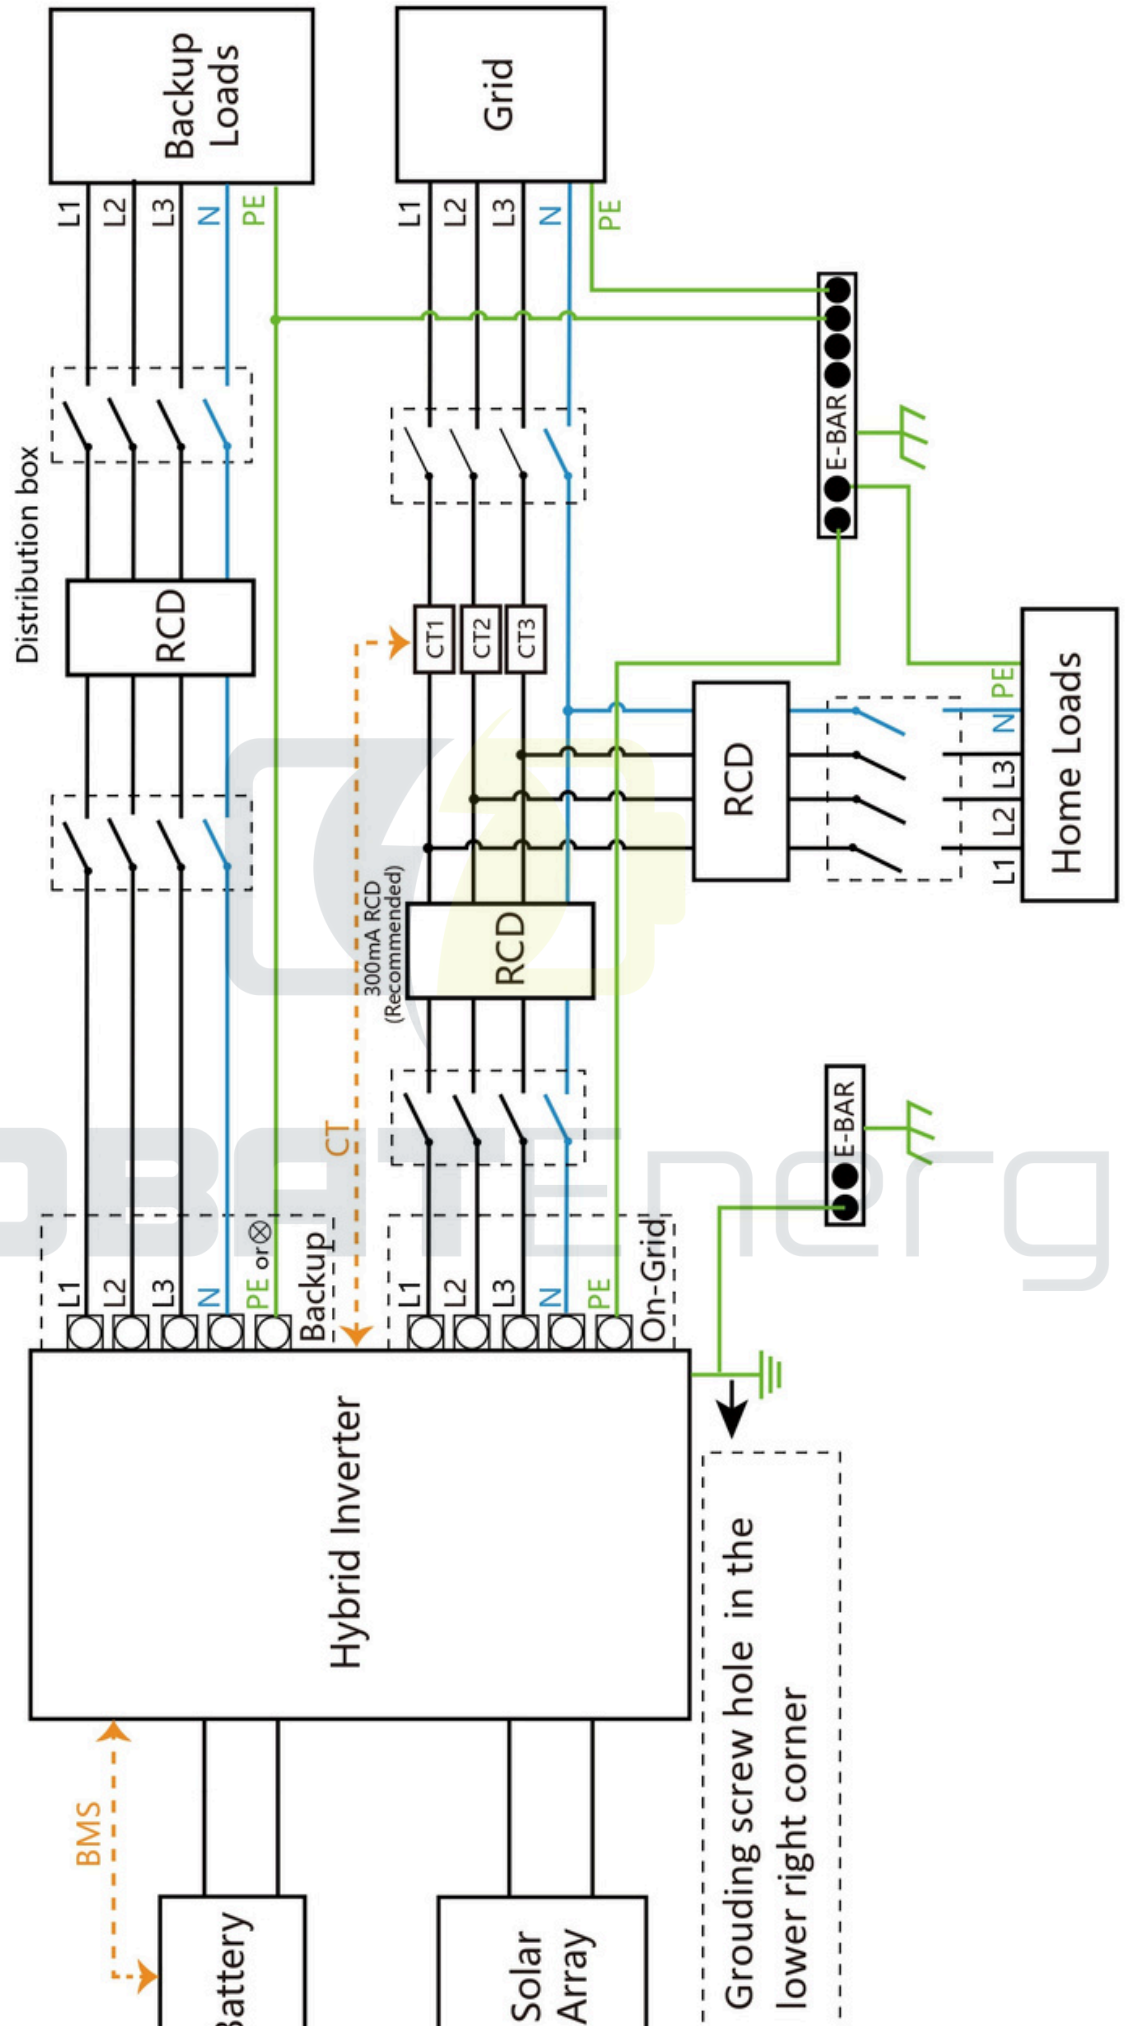 Backup
Loads
Grid
L1
L2
L3
N
PE
L1
L2
L3
N
PE
Distribution box
RCD
E-BAR
CT1
CT2
CT3
RCD
PE
N
L3
L2
L1
Home Loads
300mA RCD
(Recommended)
RCD
CT
E-BAR
L1
L2
L3
N
PE or
Backup
L1
L2
L3
N
PE
On-Grid
Hybrid Inverter
BMS
Battery
Solar
Array
Grouding screw hole in the
lower right corner
OBATEnerg